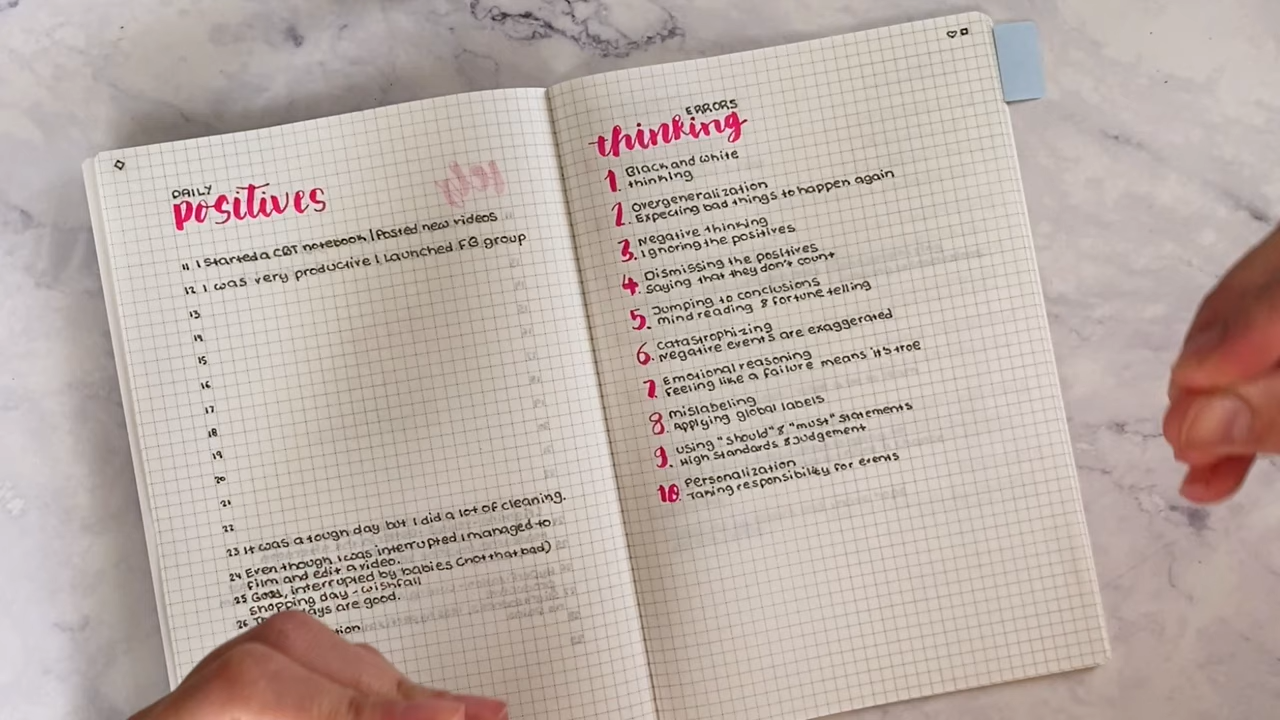 DAILY
positives
11 I started a CBT notebook | Posted new videos
12 I was very productive | Launched FB group
13
14
15
16
17
18
19
20
21
22
23 It was a tough day but I did a lot of cleaning.
24 Even though I was interrupted I managed to
film and edit a video.
25 Good, interrupted by babies (not that bad)
shopping day - wishfall
26 days are good.
ERRORS
thinking
1. Black and white
thinking
2. Overgeneralization
Expecting bad things to happen again
3. Negative thinking
Ignoring the positives
4. Dismissing the positives
Saying that they don't count
5. Jumping to conclusions
mind reading & fortune telling
6. Catastrophizing
Negative events are exaggerated
7. Emotional reasoning
Feeling like a failure means it's true
8. mislabeling
Applying global labels
9. Using "should" & "must" statements
High Standards & Judgement
10. Personalization
Taking responsibility for events